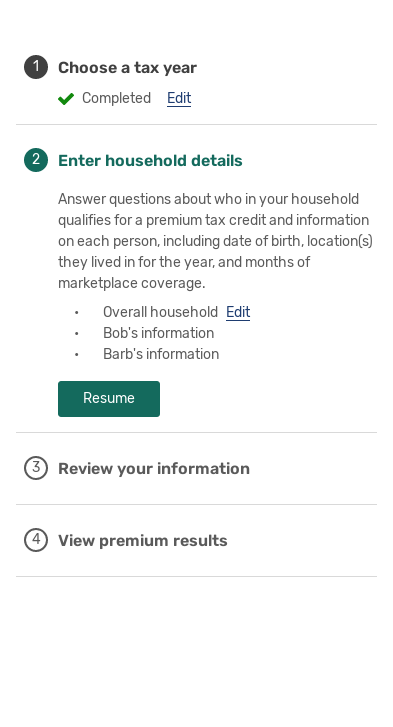 1 Choose a tax year
Completed Edit
2 Enter household details
Answer questions about who in your household
qualifies for a premium tax credit and information
on each person, including date of birth, location(s)
they lived in for the year, and months of
marketplace coverage.
• Overall household Edit
• Bob's information
• Barb's information
Resume
3 Review your information
4 View premium results